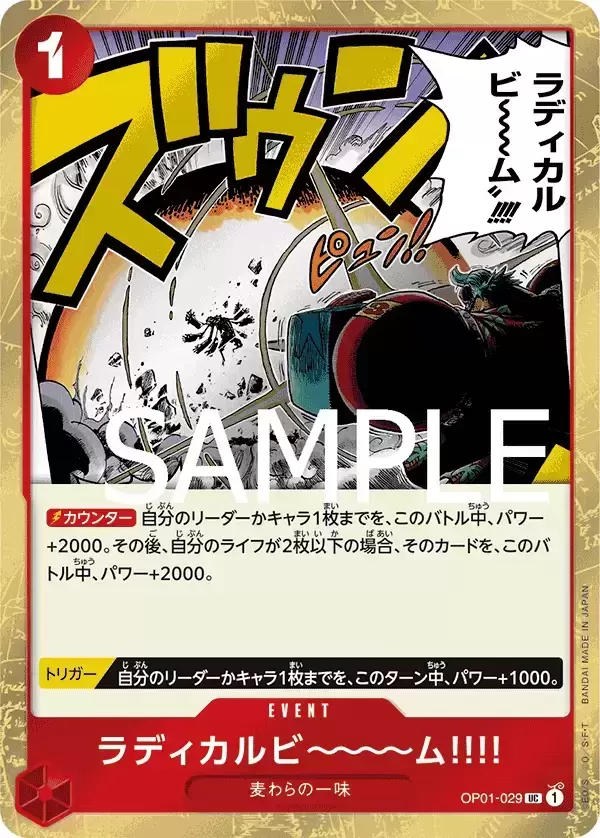 1
ズウン
ラディカル
ビ~~~ム!!!!
ピュン!!
SAMPLE
カウンター 自分のリーダーかキャラ1枚までを、このバトル中、パワー
+2000。その後、自分のライフが2枚以下の場合、そのカードを、このバ
トル中、パワー+2000。
トリガー 自分のリーダーかキャラ1枚までを、このターン中、パワー+1000。
EVENT
ラディカルビ~~~~ム!!!!
麦わらの一味
OP01-029 UC 1
BANDAI MADE IN JAPAN